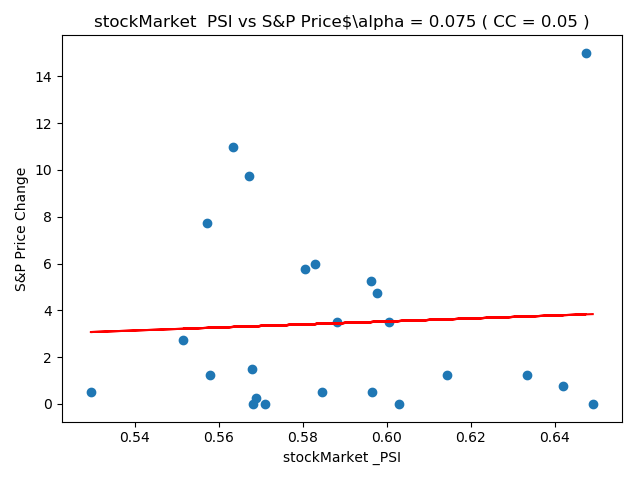 stockMarket  PSI vs S&P Price$\alpha = 0.075 ( CC = 0.05 )
S&P Price Change
14
12
10
8
6
4
2
0
0.54 0.56 0.58 0.60 0.62 0.64
stockMarket _PSI